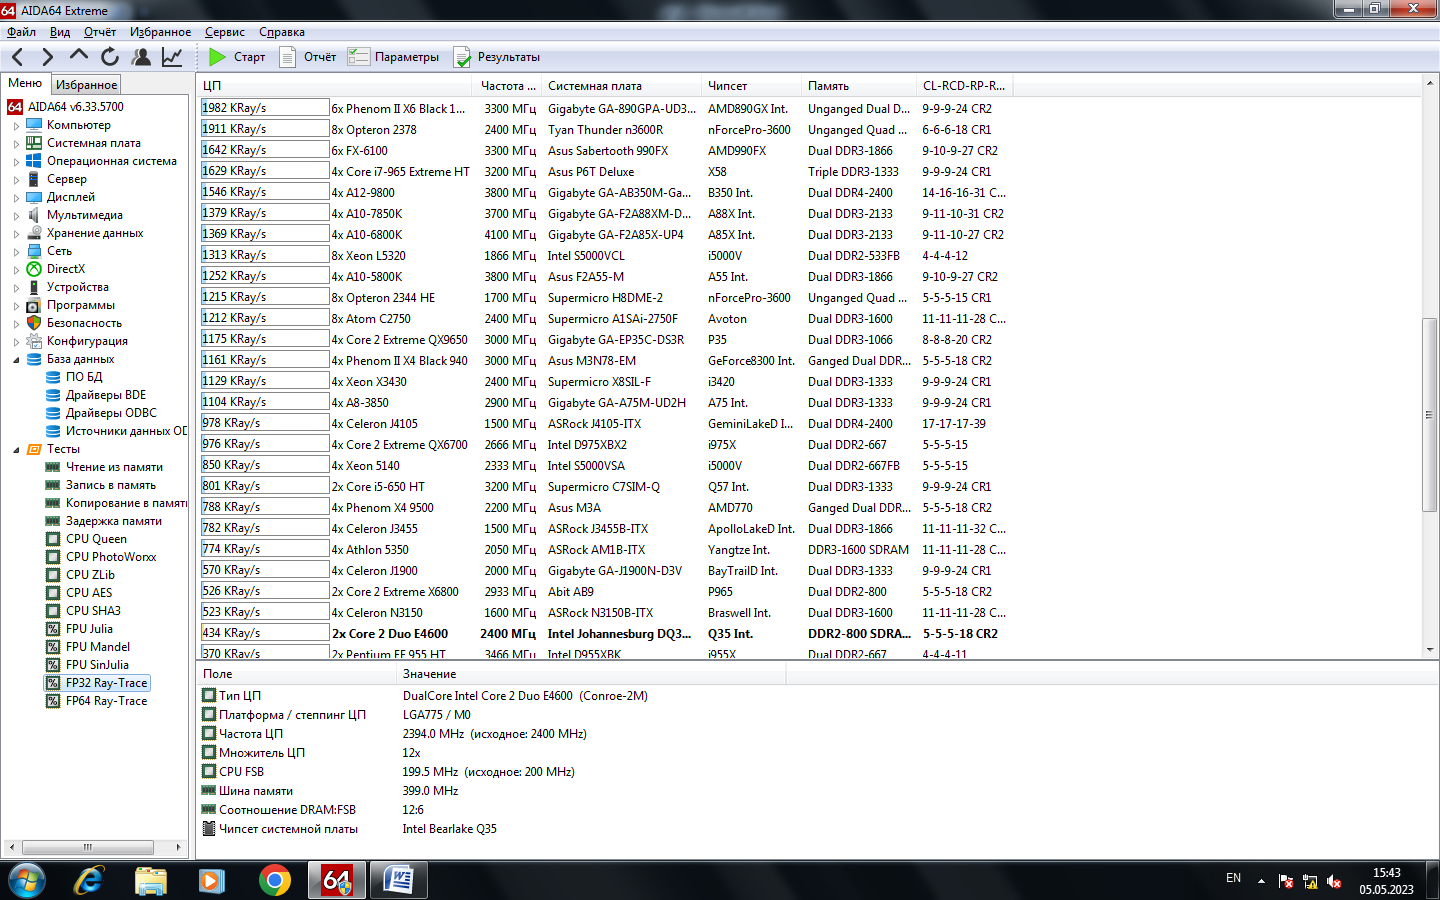 AIDA64 Extreme
Файл Вид Отчёт Избранное Сервис Справка
Старт Отчёт Параметры Результаты
Меню Избранное
AIDA64 v6.33.5700
Компьютер
Системная плата
Операционная система
Сервер
Дисплей
Мультимедиа
Хранение данных
Сеть
DirectX
Устройства
Программы
Безопасность
Конфигурация
База данных
ПО БД
Драйверы BDE
Драйверы ODBC
Источники данных OD
Тесты
Чтение из памяти
Запись в память
Копирование в памят
Задержка памяти
CPU Queen
CPU PhotoWorxx
CPU ZLib
CPU AES
CPU SHA3
FPU Julia
FPU Mandel
FPU SinJulia
FP32 Ray-Trace
FP64 Ray-Trace
ЦП Частота ... Системная плата Чипсет Память CL-RCD-RP-R...
1982 KRay/s 6x Phenom II X6 Black 1... 3300 МГц Gigabyte GA-890GPA-UD3... AMD890GX Int. Unganged Dual D... 9-9-9-24 CR2
1911 KRay/s 8x Opteron 2378 2400 МГц Tyan Thunder n3600R nForcePro-3600 Unganged Quad ... 6-6-6-18 CR1
1642 KRay/s 6x FX-6100 3300 МГц Asus Sabertooth 990FX AMD990FX Dual DDR3-1866 9-10-9-27 CR2
1629 KRay/s 4x Core i7-965 Extreme HT 3200 МГц Asus P6T Deluxe X58 Triple DDR3-1333 9-9-9-24 CR1
1546 KRay/s 4x A12-9800 3800 МГц Gigabyte GA-AB350M-Ga... B350 Int. Dual DDR4-2400 14-16-16-31 C...
1379 KRay/s 4x A10-7850K 3700 МГц Gigabyte GA-F2A88XM-D... A88X Int. Dual DDR3-2133 9-11-10-31 CR2
1369 KRay/s 4x A10-6800K 4100 МГц Gigabyte GA-F2A85X-UP4 A85X Int. Dual DDR3-2133 9-11-10-27 CR2
1313 KRay/s 8x Xeon L5320 1866 МГц Intel S5000VCL i5000V Dual DDR2-533FB 4-4-4-12
1252 KRay/s 4x A10-5800K 3800 МГц Asus F2A55-M A55 Int. Dual DDR3-1866 9-10-9-27 CR2
1215 KRay/s 8x Opteron 2344 HE 1700 МГц Supermicro H8DME-2 nForcePro-3600 Unganged Quad ... 5-5-5-15 CR1
1212 KRay/s 8x Atom C2750 2400 МГц Supermicro A1SAi-2750F Avoton Dual DDR3-1600 11-11-11-28 C...
1175 KRay/s 4x Core 2 Extreme QX9650 3000 МГц Gigabyte GA-EP35C-DS3R P35 Dual DDR3-1066 8-8-8-20 CR2
1161 KRay/s 4x Phenom II X4 Black 940 3000 МГц Asus M3N78-EM GeForce8300 Int. Ganged Dual DDR... 5-5-5-18 CR2
1129 KRay/s 4x Xeon X3430 2400 МГц Supermicro X8SIL-F i3420 Dual DDR3-1333 9-9-9-24 CR1
1104 KRay/s 4x A8-3850 2900 МГц Gigabyte GA-A75M-UD2H A75 Int. Dual DDR3-1333 9-9-9-24 CR1
978 KRay/s 4x Celeron J4105 1500 МГц ASRock J4105-ITX GeminiLakeD I... Dual DDR4-2400 17-17-17-39
976 KRay/s 4x Core 2 Extreme QX6700 2666 МГц Intel D975XBX2 i975X Dual DDR2-667 5-5-5-15
850 KRay/s 4x Xeon 5140 2333 МГц Intel S5000VSA i5000V Dual DDR2-667FB 5-5-5-15
801 KRay/s 2x Core i5-650 HT 3200 МГц Supermicro C7SIM-Q Q57 Int. Dual DDR3-1333 9-9-9-24 CR1
788 KRay/s 4x Phenom X4 9500 2200 МГц Asus M3A AMD770 Ganged Dual DDR... 5-5-5-18 CR2
782 KRay/s 4x Celeron J3455 1500 МГц ASRock J3455B-ITX ApolloLakeD Int. Dual DDR3-1866 11-11-11-32 C...
774 KRay/s 4x Athlon 5350 2050 МГц ASRock AM1B-ITX Yangtze Int. DDR3-1600 SDRAM 11-11-11-28 C...
570 KRay/s 4x Celeron J1900 2000 МГц Gigabyte GA-J1900N-D3V BayTrailD Int. Dual DDR3-1333 9-9-9-24 CR1
526 KRay/s 2x Core 2 Extreme X6800 2933 МГц Abit AB9 P965 Dual DDR2-800 5-5-5-18 CR2
523 KRay/s 4x Celeron N3150 1600 МГц ASRock N3150B-ITX Braswell Int. Dual DDR3-1600 11-11-11-28 C...
434 KRay/s 2x Core 2 Duo E4600 2400 МГц Intel Johannesburg DQ3... Q35 Int. DDR2-800 SDRA... 5-5-5-18 CR2
370 KRay/s 2x Pentium EE 955 HT 3466 МГц Intel D955XBK i955X Dual DDR2-667 4-4-4-11
Поле Значение
Тип ЦП DualCore Intel Core 2 Duo E4600 (Conroe-2M)
Платформа / степпинг ЦП LGA775 / M0
Частота ЦП 2394.0 MHz (исходное: 2400 MHz)
Множитель ЦП 12x
CPU FSB 199.5 MHz (исходное: 200 MHz)
Шина памяти 399.0 MHz
Соотношение DRAM:FSB 12:6
Чипсет системной платы Intel Bearlake Q35
64
EN
15:43
05.05.2023